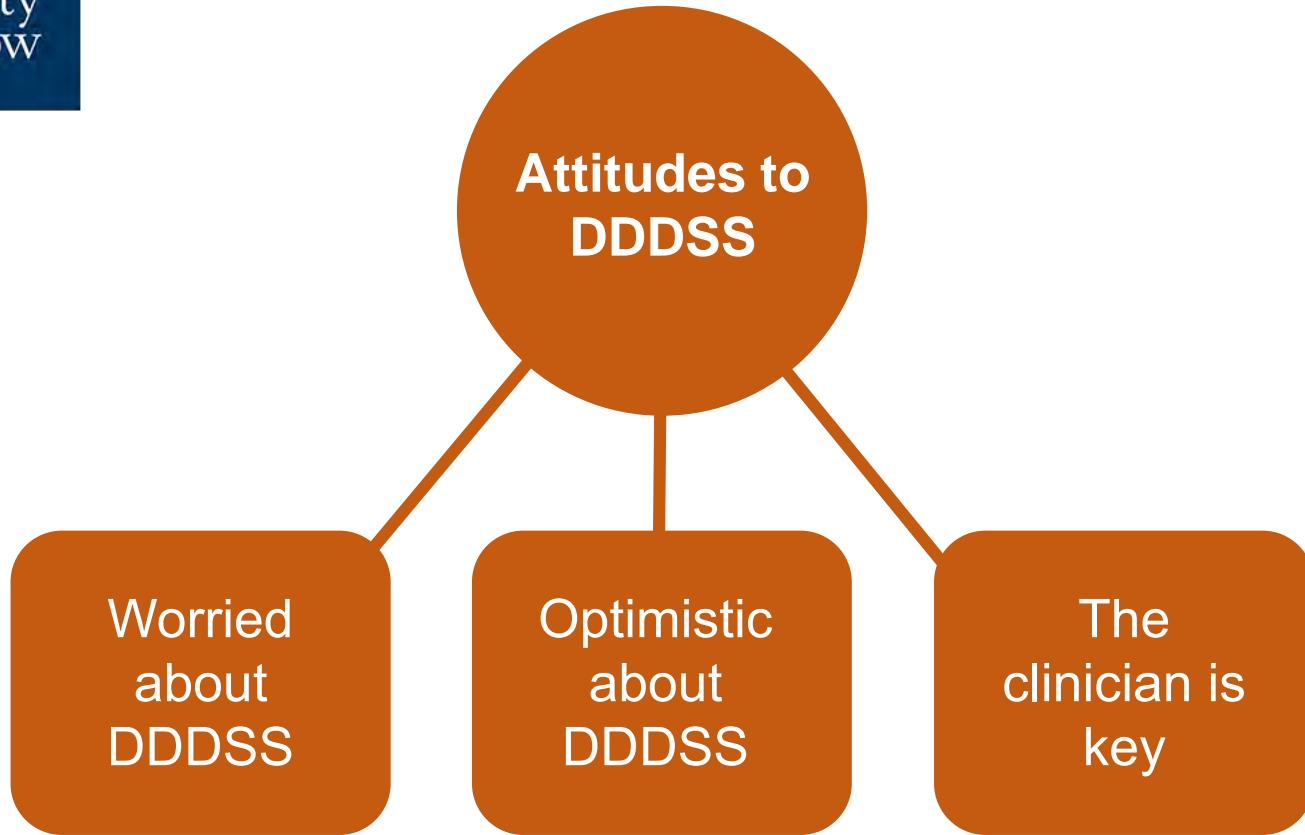 Attitudes to
DDDSS
Worried
about
DDDSS
Optimistic
about
DDDSS
The
clinician is
key